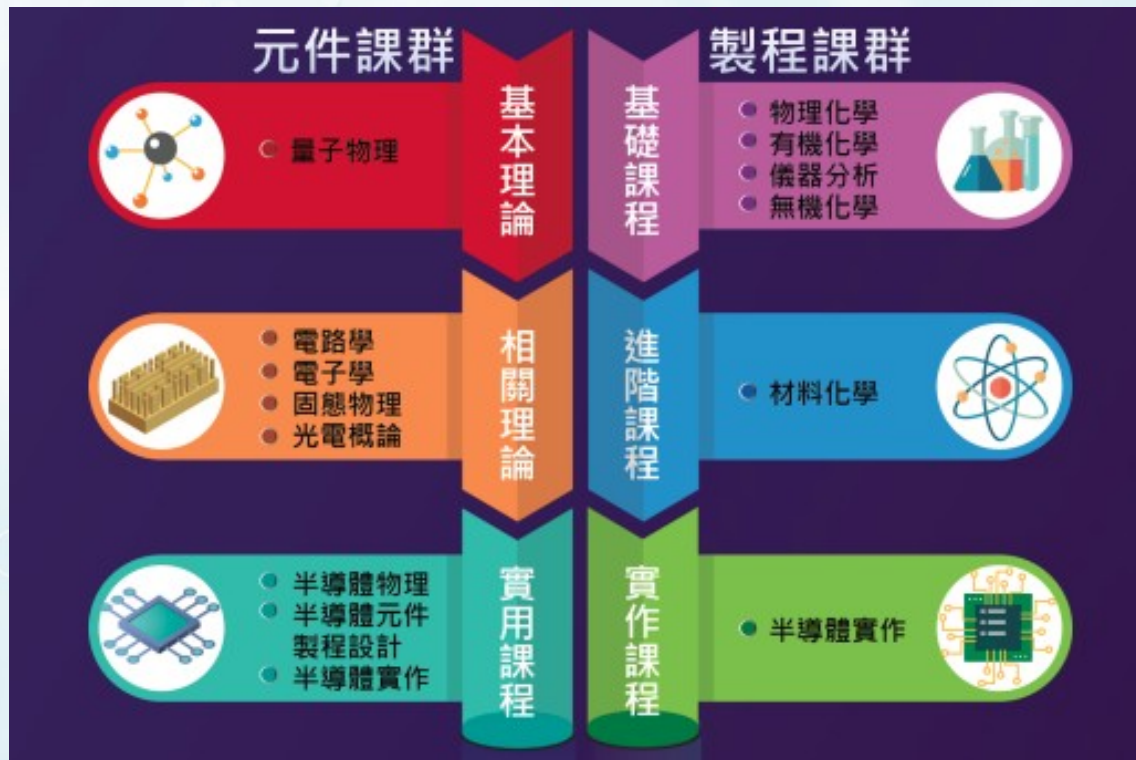 元件課群
基本理論
量子物理
相關理論
電路學
電子學
固態物理
光電概論
實用課程
半導體物理
半導體元件
製程設計
半導體實作
製程課群
基礎課程
物理化學
有機化學
儀器分析
無機化學
進階課程
材料化學
實作課程
半導體實作